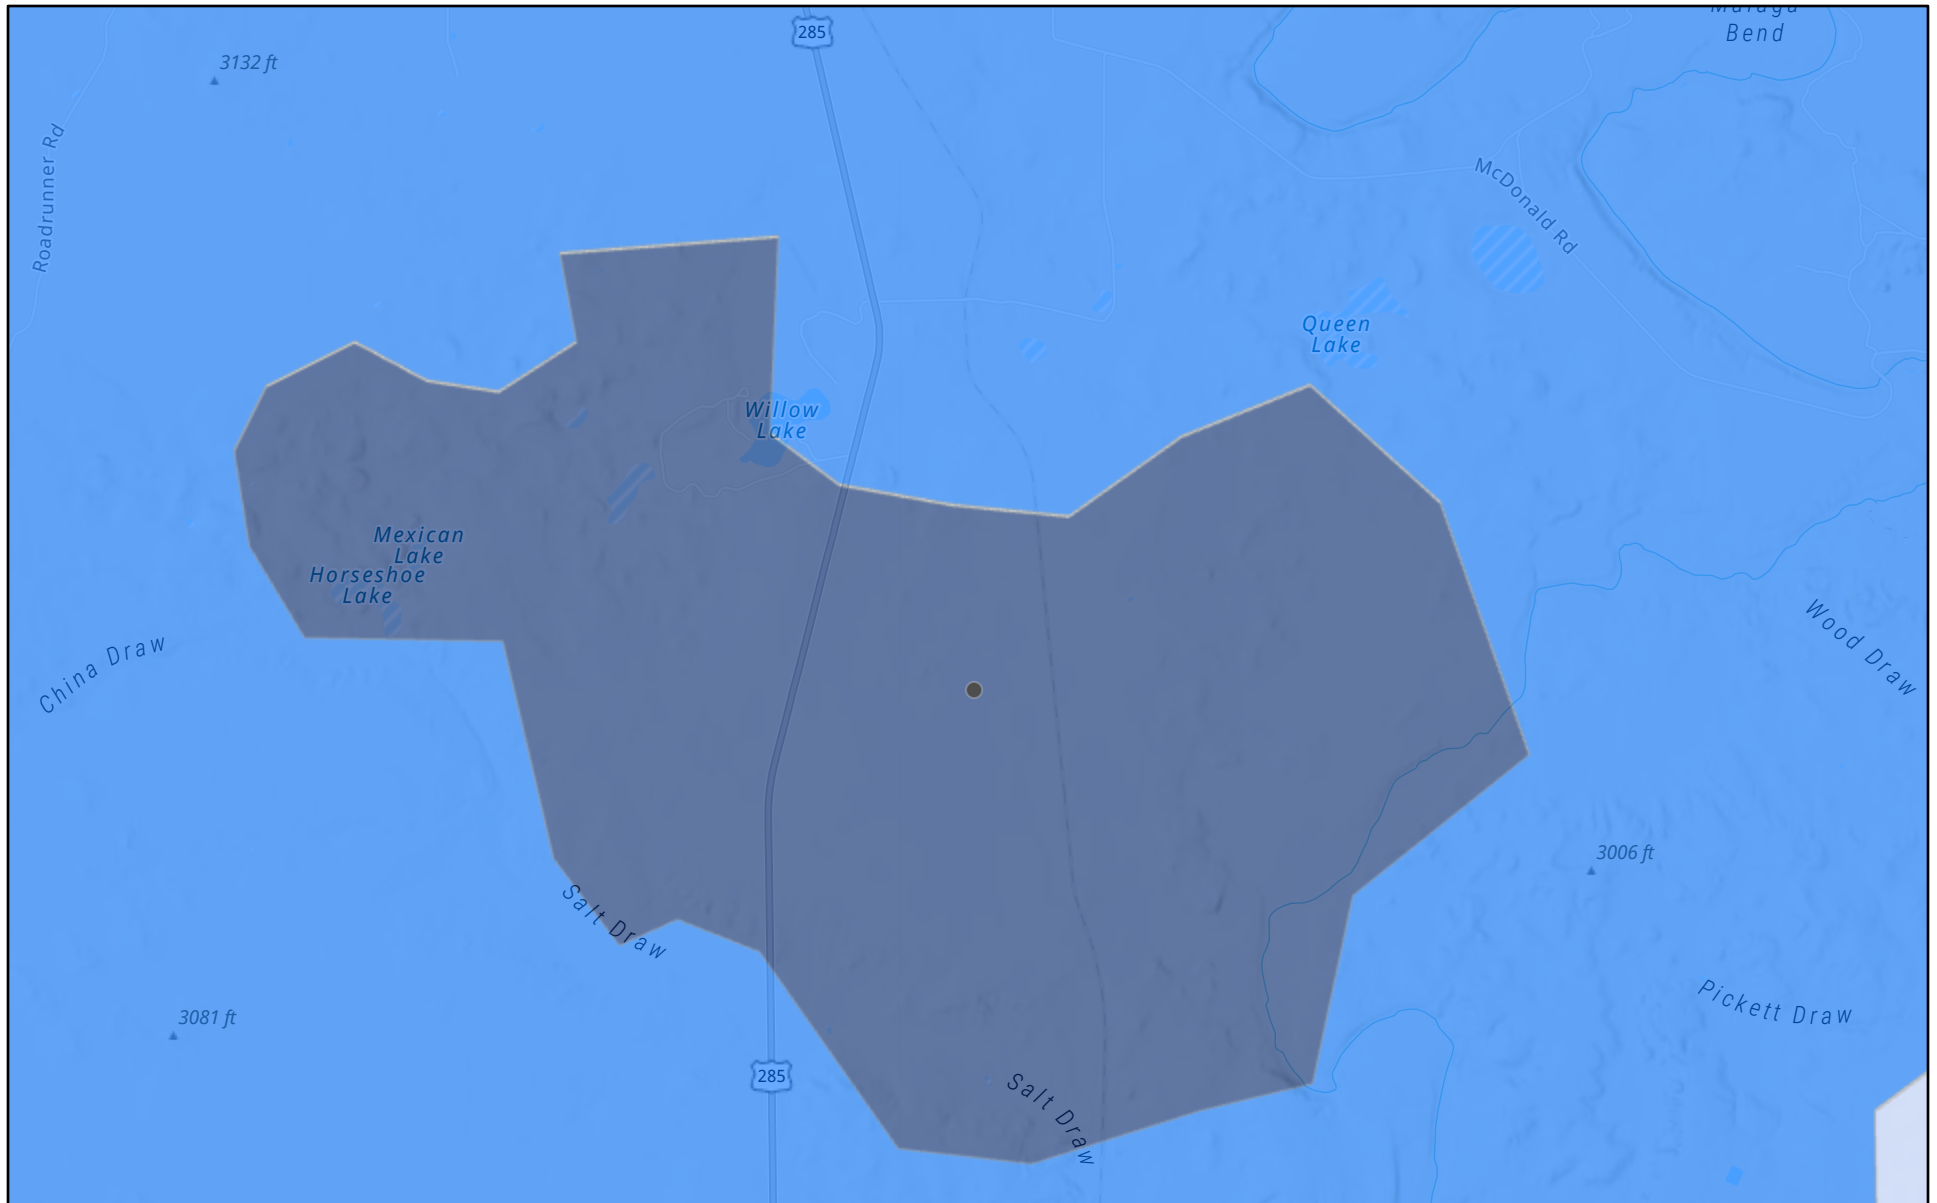 Malaga
Bend
285
3132 ft
Roadrunner Rd
McDonald Rd
Queen
Lake
Willow
Lake
Mexican
Lake
Horseshoe
Lake
China Draw
Wood Draw
3006 ft
Salt Draw
Pickett Draw
3081 ft
285
Salt Draw